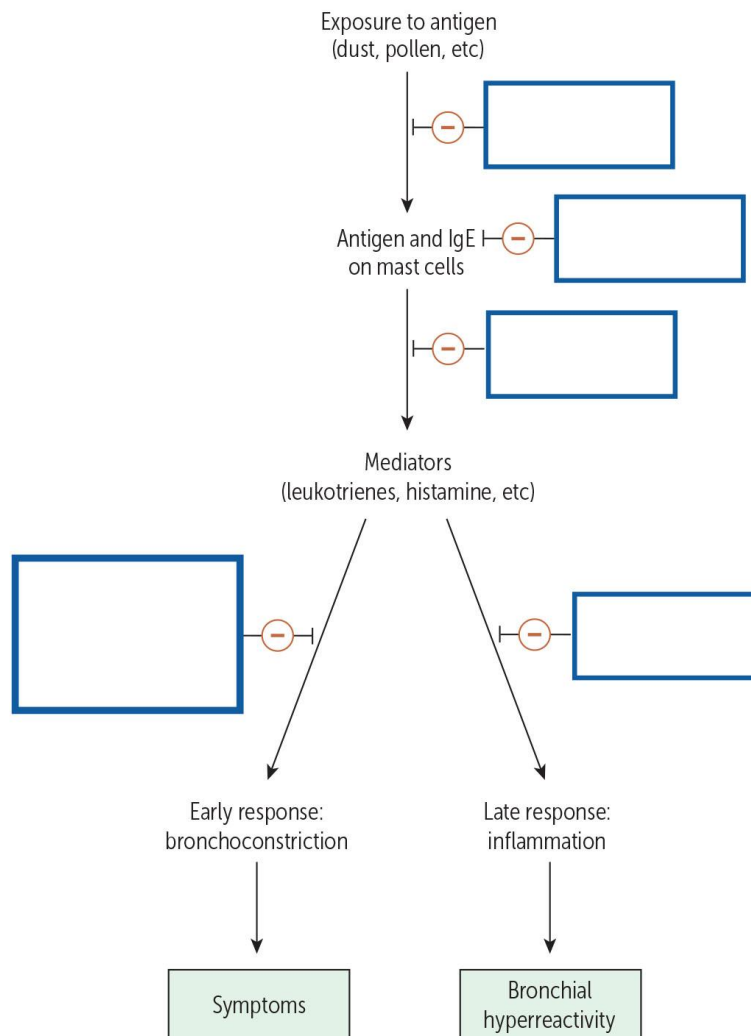 Exposure to antigen
(dust, pollen, etc)
Antigen and IgE
on mast cells
Mediators
(leukotrienes, histamine, etc)
Early response:
bronchoconstriction
Late response:
inflammation
Symptoms
Bronchial
hyperreactivity